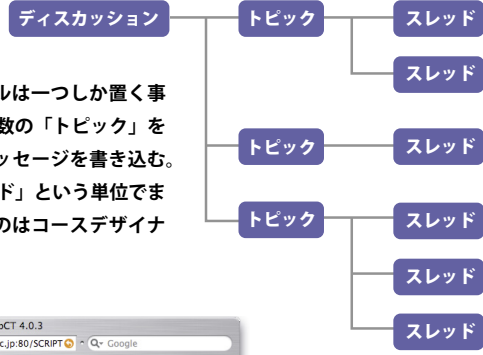 ディスカッション
トピック
スレッド
スレッド
トピック
スレッド
トピック
スレッド
スレッド
スレッド
ルは一つしか置く事
数の「トピック」を
ッセージを書き込む。
ド」という単位でま
のはコースデザイナ
CT 4.0.3
c.jp:80/SCRIPT
Google